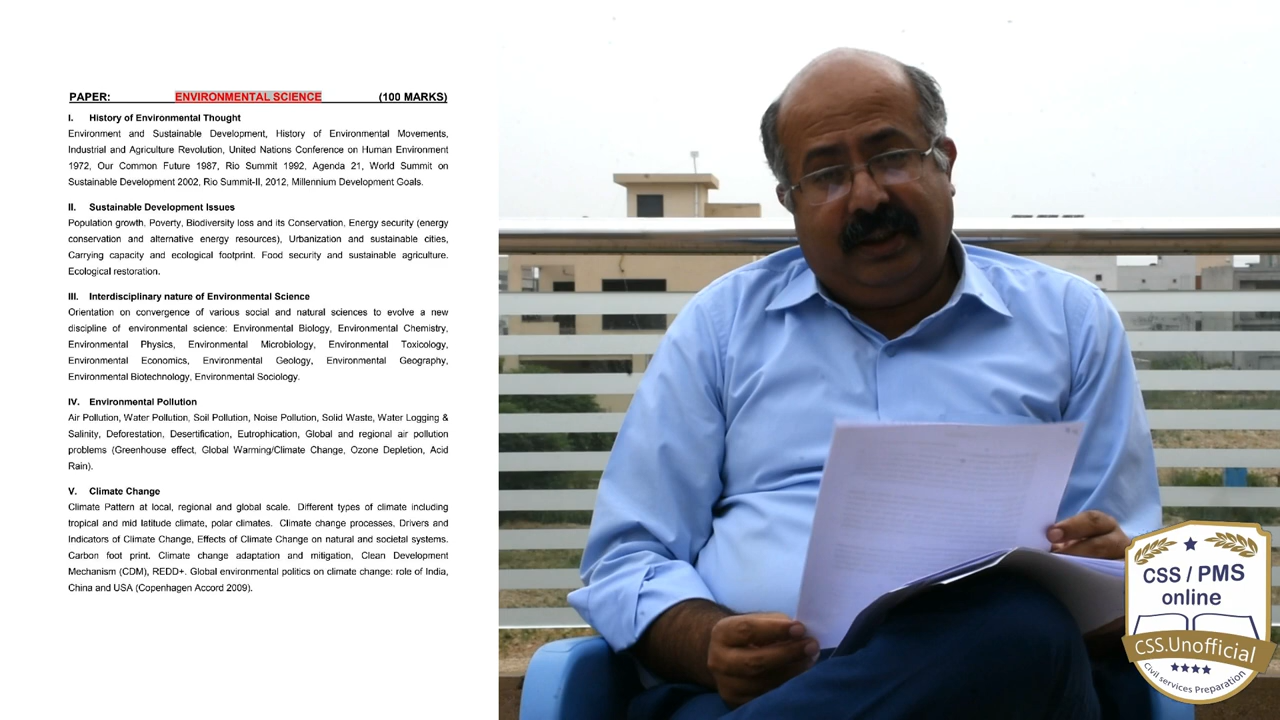 PAPER: ENVIRONMENTAL SCIENCE (100 MARKS)
I. History of Environmental Thought
Environment and Sustainable Development, History of Environmental Movements,
Industrial and Agriculture Revolution, United Nations Conference on Human Environment
1972, Our Common Future 1987, Rio Summit 1992, Agenda 21, World Summit on
Sustainable Development 2002, Rio Summit-II, 2012, Millennium Development Goals.
II. Sustainable Development Issues
Population growth, Poverty, Biodiversity loss and its Conservation, Energy security (energy
conservation and alternative energy resources), Urbanization and sustainable cities,
Carrying capacity and ecological footprint. Food security and sustainable agriculture.
Ecological restoration.
III. Interdisciplinary nature of Environmental Science
Orientation on convergence of various social and natural sciences to evolve a new
discipline of environmental science: Environmental Biology, Environmental Chemistry,
Environmental Physics, Environmental Microbiology, Environmental Toxicology,
Environmental Economics, Environmental Geology, Environmental Geography,
Environmental Biotechnology, Environmental Sociology.
IV. Environmental Pollution
Air Pollution, Water Pollution, Soil Pollution, Noise Pollution, Solid Waste, Water Logging &
Salinity, Deforestation, Desertification, Eutrophication, Global and regional air pollution
problems (Greenhouse effect, Global Warming/Climate Change, Ozone Depletion, Acid
Rain).
V. Climate Change
Climate Pattern at local, regional and global scale. Different types of climate including
tropical and mid latitude climate, polar climates. Climate change processes, Drivers and
Indicators of Climate Change, Effects of Climate Change on natural and societal systems.
Carbon foot print. Climate change adaptation and mitigation, Clean Development
Mechanism (CDM), REDD+. Global environmental politics on climate change: role of India,
China and USA (Copenhagen Accord 2009).
CSS / PMS
online
CSS.Unofficial
Civil services Preparation